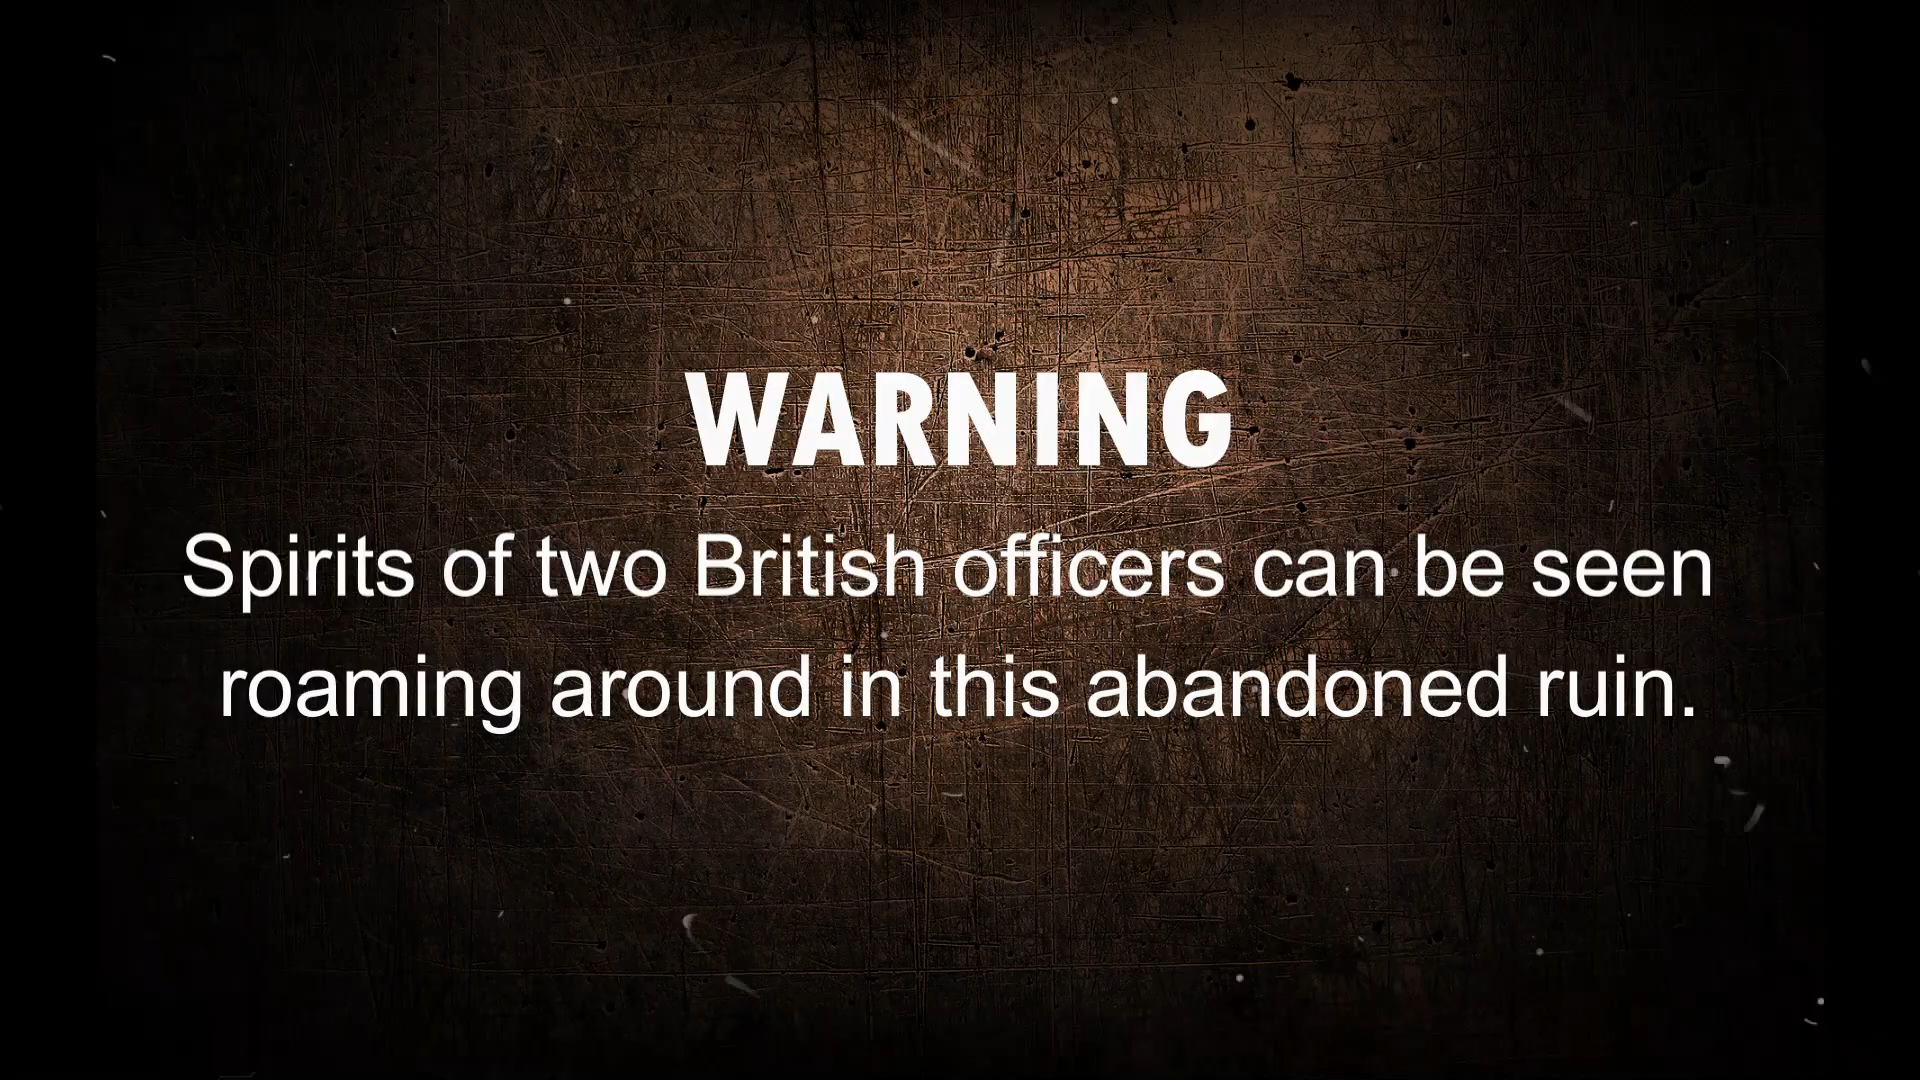 WARNING
Spirits of two British officers can be seen
roaming around in this abandoned ruin.